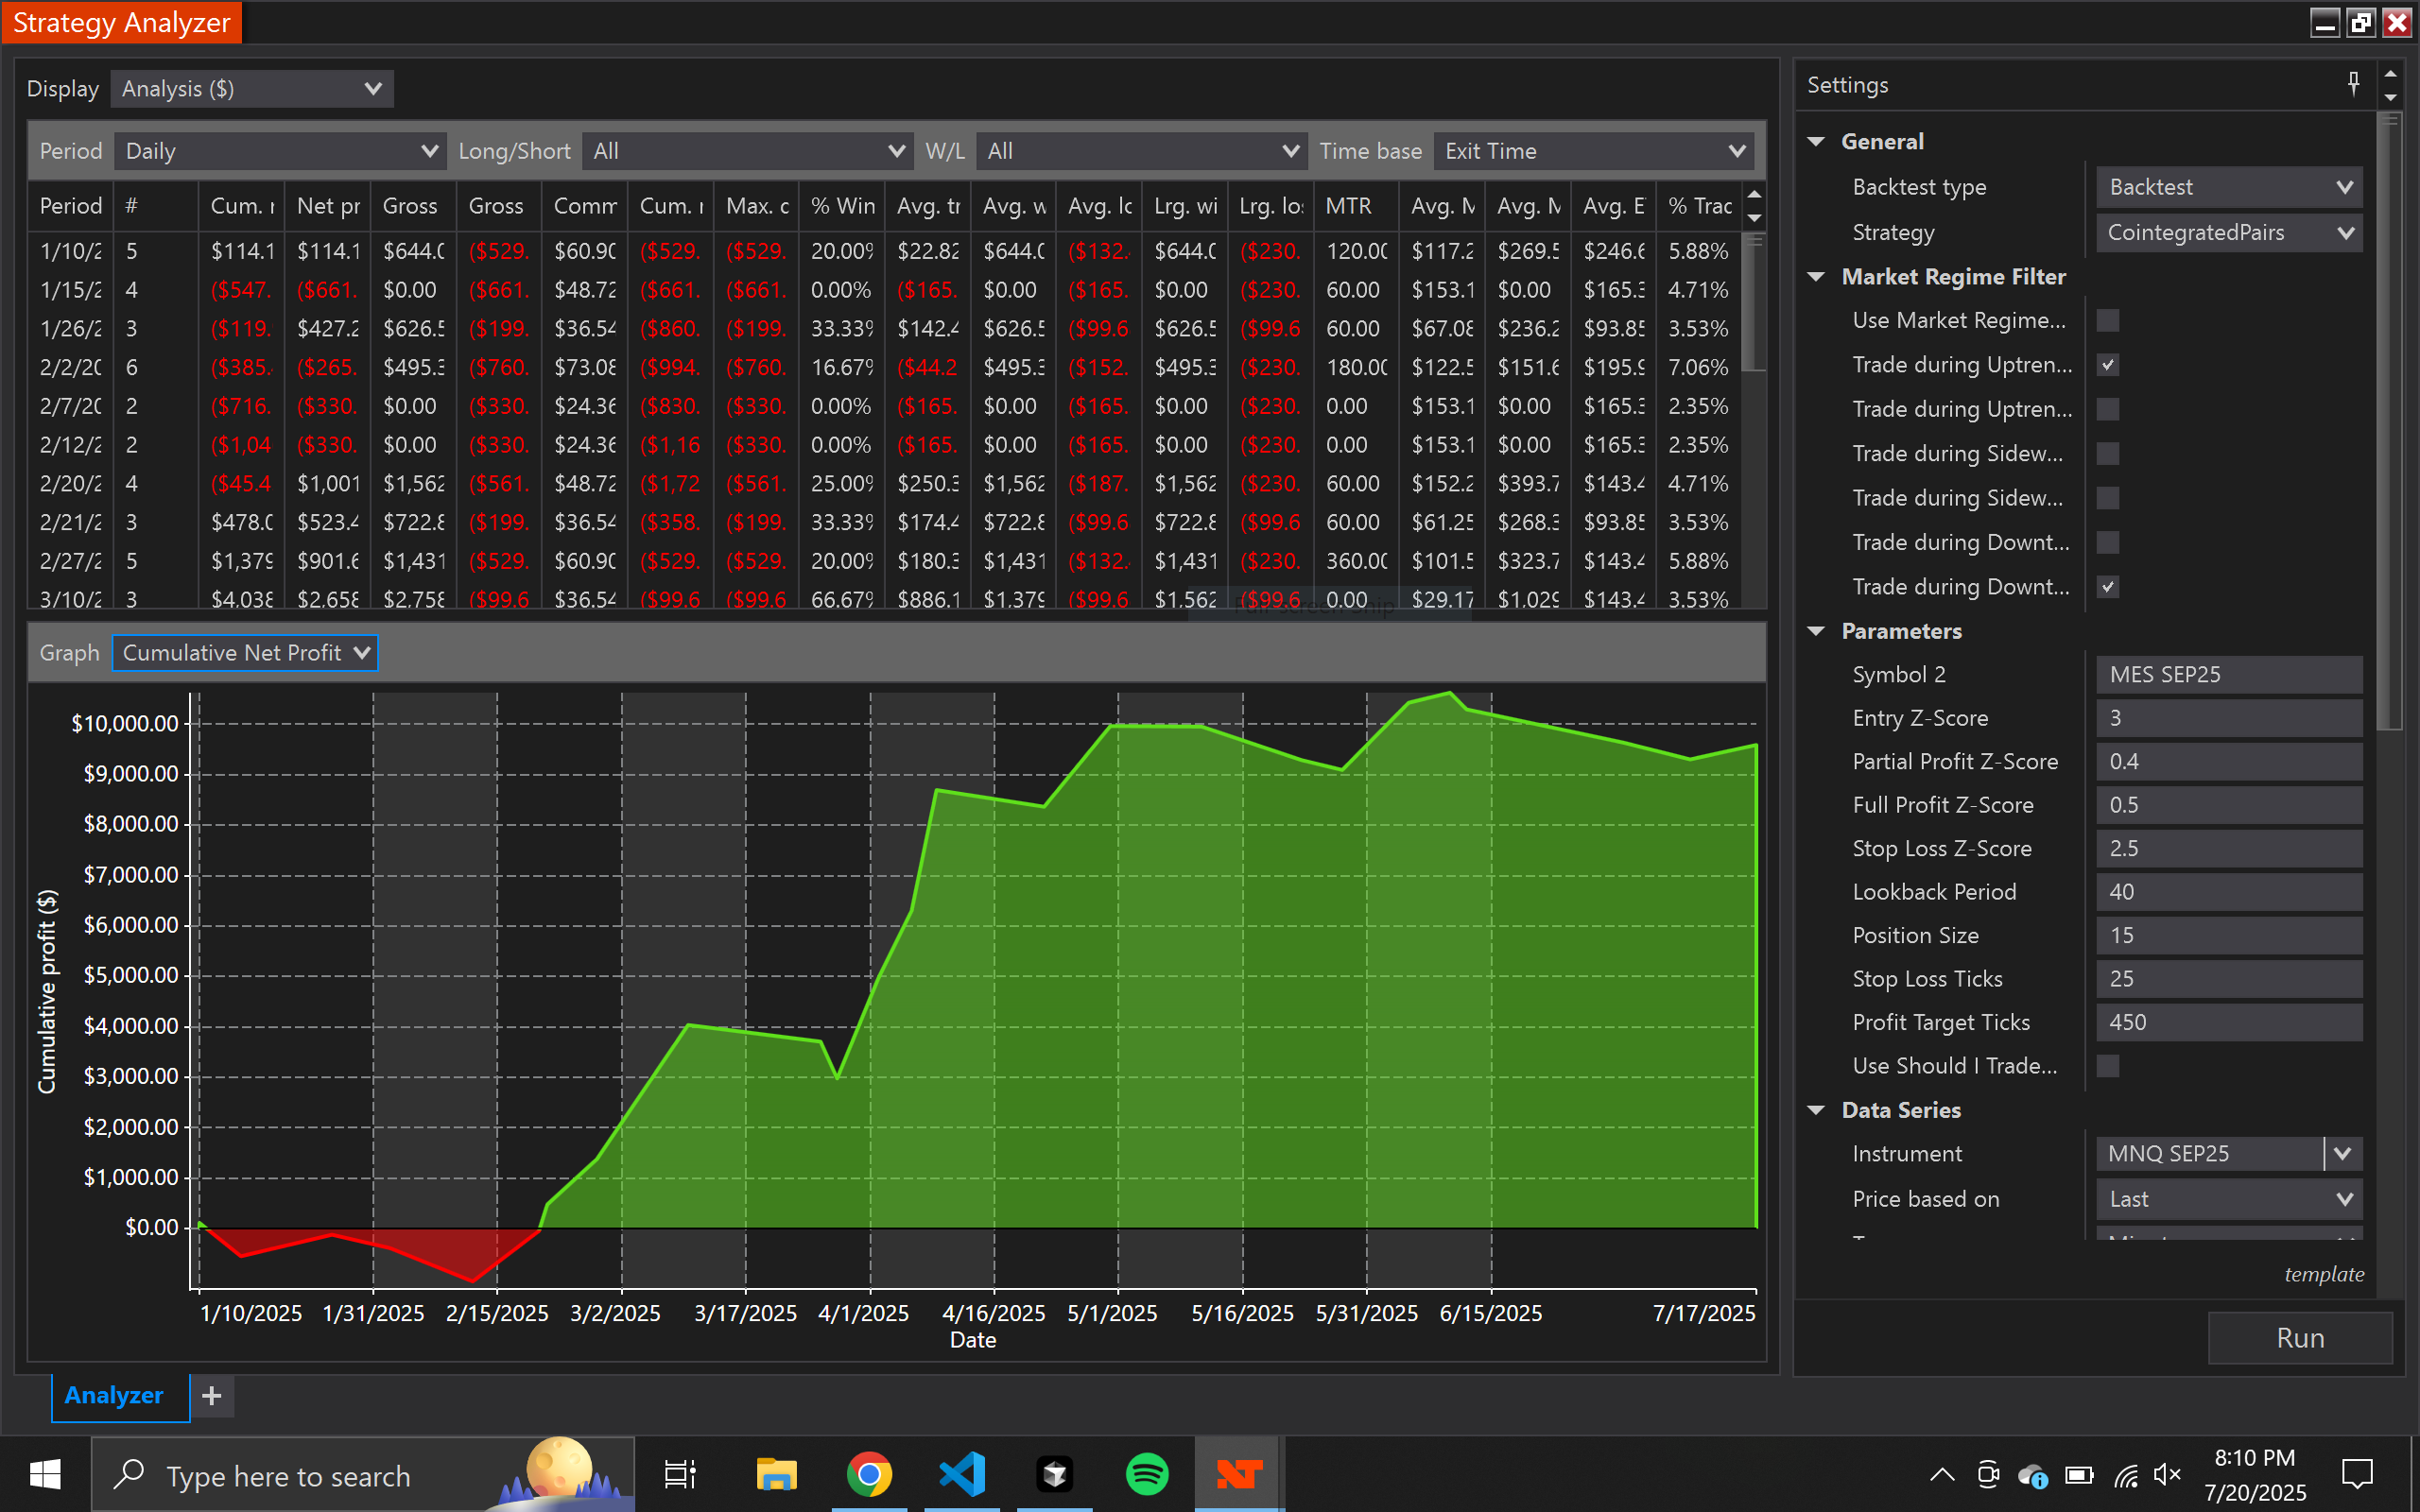 Strategy Analyzer
Display Analysis ($)
Period Daily Long/Short All W/L All Time base Exit Time
Period # Cum. r Net pr Gross Gross Comm Cum. r Max. c % Win Avg. tr Avg. w Avg. lc Lrg. wi Lrg. los MTR Avg. M Avg. M Avg. E % Trad
1/10/2 5 $114.1 $114.1 $644.0 ($529. $60.90 ($529. ($529. 20.00% $22.82 $644.0 ($132. $644.0 ($230. 120.00 $117.2 $269.5 $246.6 5.88%
1/15/2 4 ($547. ($661. $0.00 ($661. $48.72 ($661. ($661. 0.00% ($165. $0.00 ($165. $0.00 ($230. 60.00 $153.1 $0.00 $165.3 4.71%
1/26/2 3 ($119. $427.2 $626.5 ($199. $36.54 ($860. ($199. 33.33% $142.4 $626.5 ($99.6 $626.5 ($99.6 60.00 $67.08 $236.2 $93.85 3.53%
2/2/20 6 ($385. ($265. $495.3 ($760. $73.08 ($994. ($760. 16.67% ($44.2 $495.3 ($152. $495.3 ($230. 180.00 $122.5 $151.6 $195.9 7.06%
2/7/20 2 ($716. ($330. $0.00 ($330. $24.36 ($830. ($330. 0.00% ($165. $0.00 ($165. $0.00 ($230. 0.00 $153.1 $0.00 $165.3 2.35%
2/12/2 2 ($1,04 ($330. $0.00 ($330. $24.36 ($1,16 ($330. 0.00% ($165. $0.00 ($165. $0.00 ($230. 0.00 $153.1 $0.00 $165.3 2.35%
2/20/2 4 ($45.4 $1,001 $1,562 ($561. $48.72 ($1,72 ($561. 25.00% $250.3 $1,562 ($187. $1,562 ($230. 60.00 $152.2 $393.7 $143.4 4.71%
2/21/2 3 $478.0 $523.4 $722.8 ($199. $36.54 ($358. ($199. 33.33% $174.4 $722.8 ($99.6 $722.8 ($99.6 60.00 $61.25 $268.3 $93.85 3.53%
2/27/2 5 $1,379 $901.6 $1,431 ($529. $60.90 ($529. ($529. 20.00% $180.3 $1,431 ($132. $1,431 ($230. 360.00 $101.5 $323.7 $143.4 5.88%
3/10/2 3 $4,038 $2,658 $2,758 ($99.6 $36.54 ($99.6 ($99.6 66.67% $886.1 $1,379 ($99.6 $1,562 ($99.6 0.00 $29.17 $1,029 $143.4 3.53%
Graph Cumulative Net Profit
Cumulative profit ($)
$10,000.00
$9,000.00
$8,000.00
$7,000.00
$6,000.00
$5,000.00
$4,000.00
$3,000.00
$2,000.00
$1,000.00
$0.00
1/10/2025 1/31/2025 2/15/2025 3/2/2025 3/17/2025 4/1/2025 4/16/2025 5/1/2025 5/16/2025 5/31/2025 6/15/2025 7/17/2025
Date
Analyzer +
Settings
General
Backtest type Backtest
Strategy CointegratedPairs
Market Regime Filter
Use Market Regime...
Trade during Uptren...
Trade during Uptren...
Trade during Sidew...
Trade during Sidew...
Trade during Downt...
Trade during Downt...
Parameters
Symbol 2 MES SEP25
Entry Z-Score 3
Partial Profit Z-Score 0.4
Full Profit Z-Score 0.5
Stop Loss Z-Score 2.5
Lookback Period 40
Position Size 15
Stop Loss Ticks 25
Profit Target Ticks 450
Use Should I Trade...
Data Series
Instrument MNQ SEP25
Price based on Last
template
Run
Type here to search
8:10 PM
7/20/2025